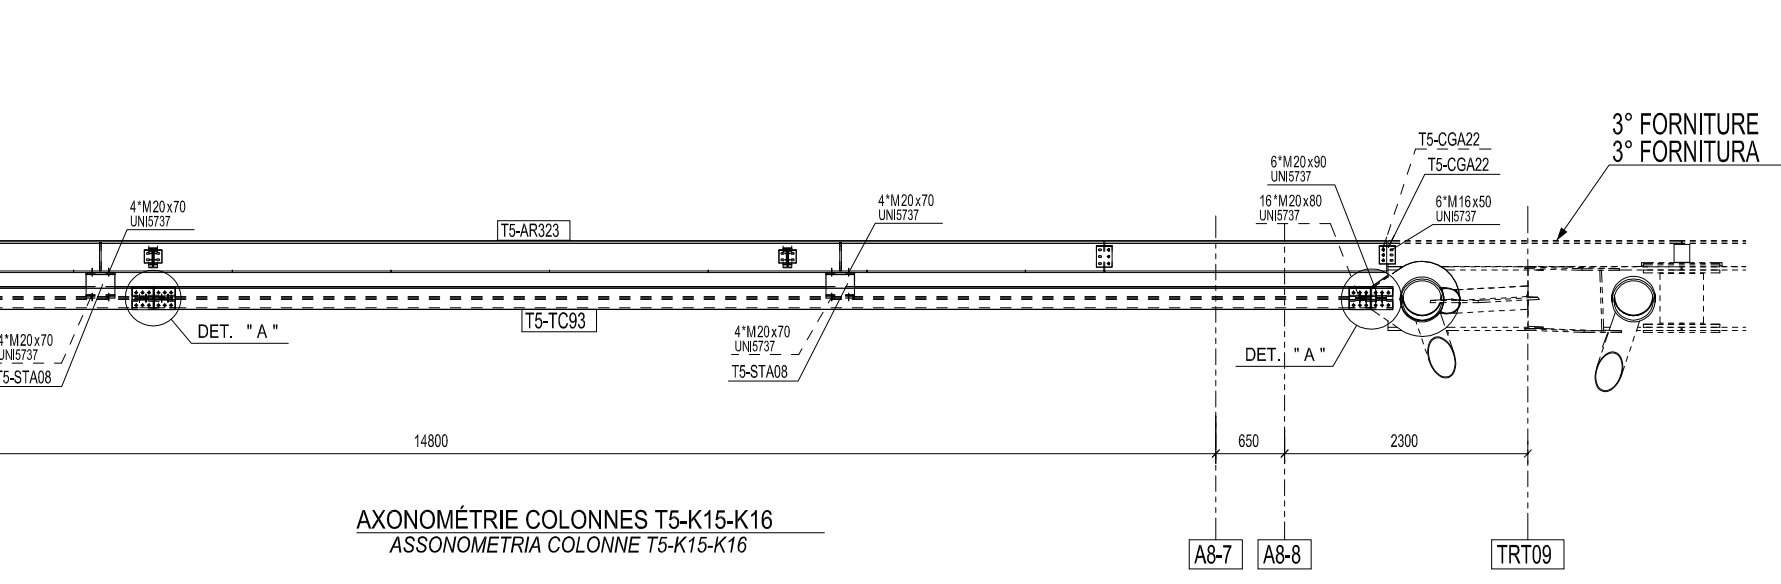 3° FORNITURE
3° FORNITURA
T5-CGA22
T5-CGA22
6*M20x90
UNI5737
16*M20x80
UNI5737
6*M16x50
UNI5737
4*M20x70
UNI5737
4*M20x70
UNI5737
T5-AR323
T5-TC93
DET. "A"
4*M20x70
UNI5737
T5-STA08
4*M20x70
UNI5737
T5-STA08
DET. "A"
14800
650
2300
AXONOMÉTRIE COLONNES T5-K15-K16
ASSONOMETRIA COLONNE T5-K15-K16
A8-7
A8-8
TRT09